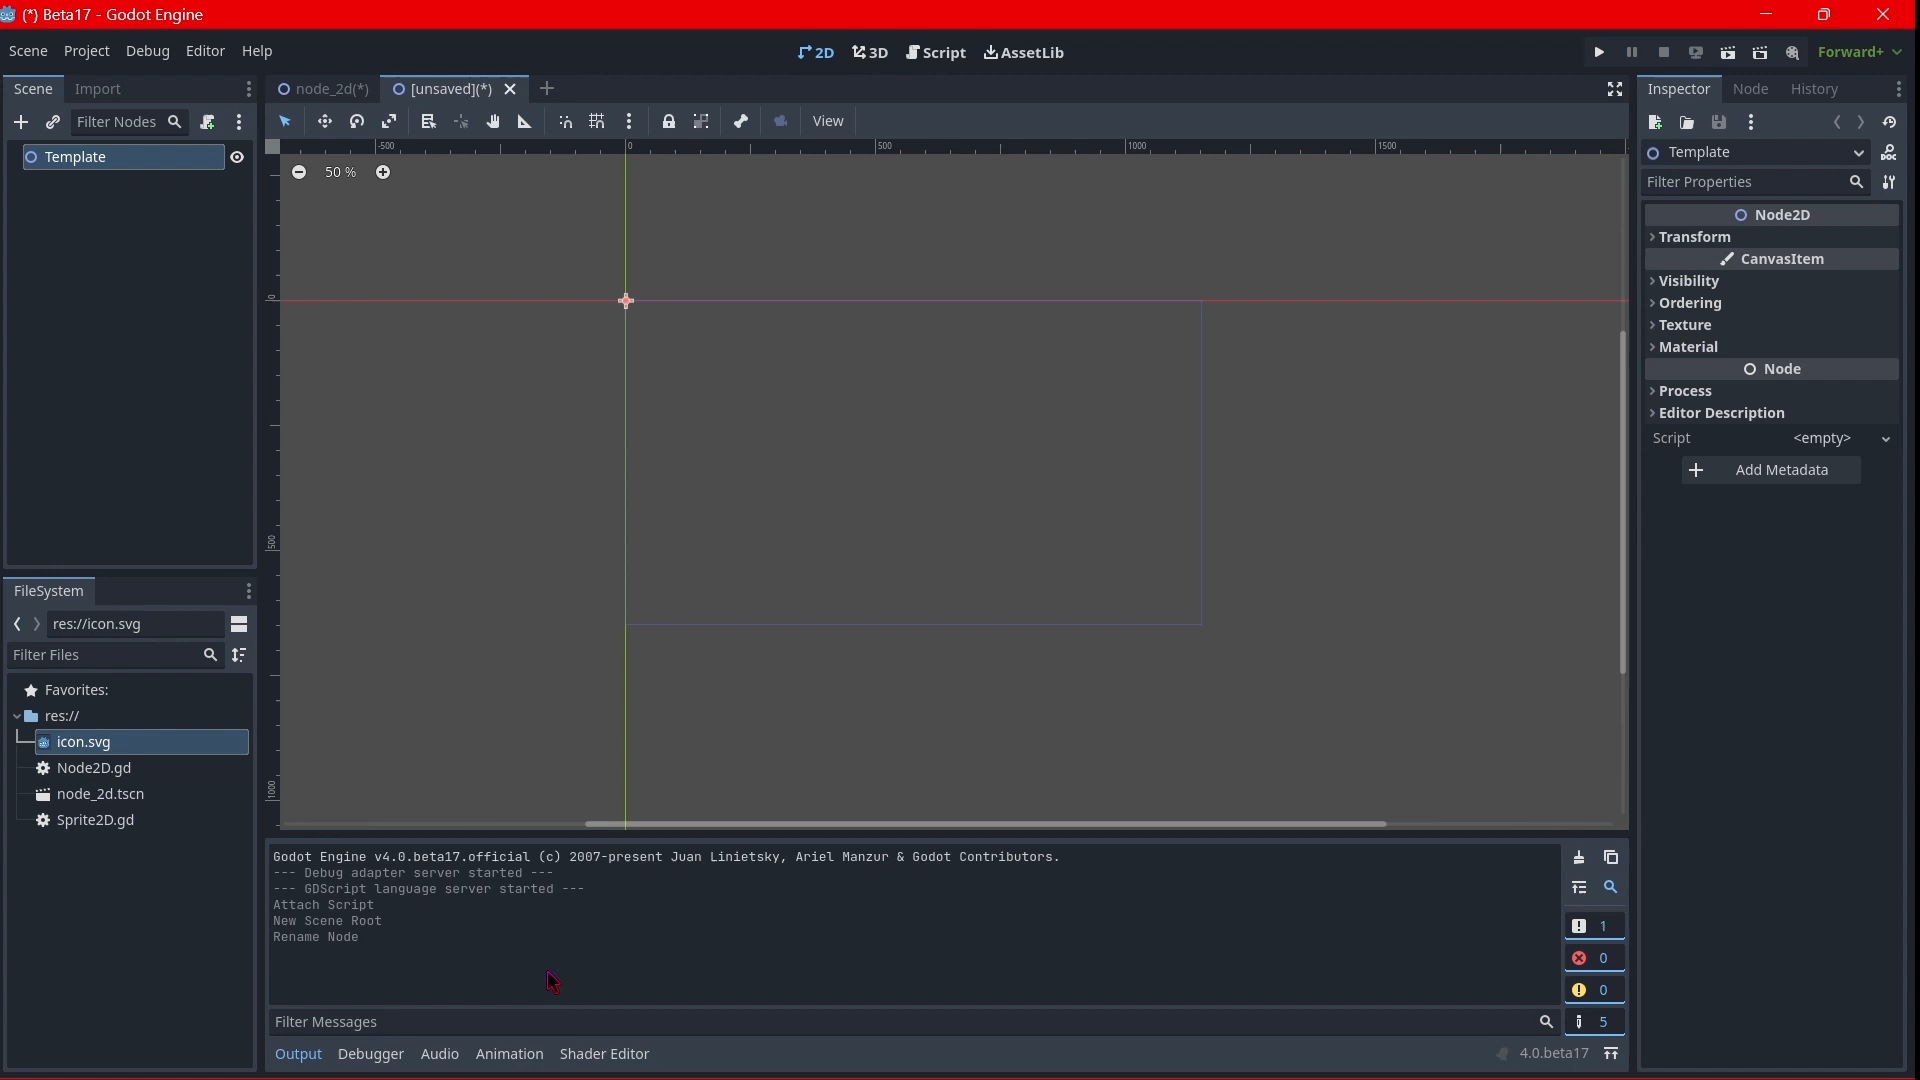 (*) Beta17 - Godot Engine
Scene Project Debug Editor Help
2D 3D Script AssetLib
Forward+
Scene Import
node_2d(*) [unsaved](*)
Inspector Node History
Filter Nodes
View
Template
Template
Filter Properties
-500 0 500 1000 1500
50 %
0
500
1000
Node2D
Transform
CanvasItem
Visibility
Ordering
Texture
Material
Node
Process
Editor Description
Script <empty>
Add Metadata
FileSystem
res://icon.svg
Filter Files
Favorites:
res://
icon.svg
Node2D.gd
node_2d.tscn
Sprite2D.gd
Godot Engine v4.0.beta17.official (c) 2007-present Juan Linietsky, Ariel Manzur & Godot Contributors.
--- Debug adapter server started ---
--- GDScript language server started ---
Attach Script
New Scene Root
Rename Node
1
0
0
5
Filter Messages
Output Debugger Audio Animation Shader Editor
4.0.beta17